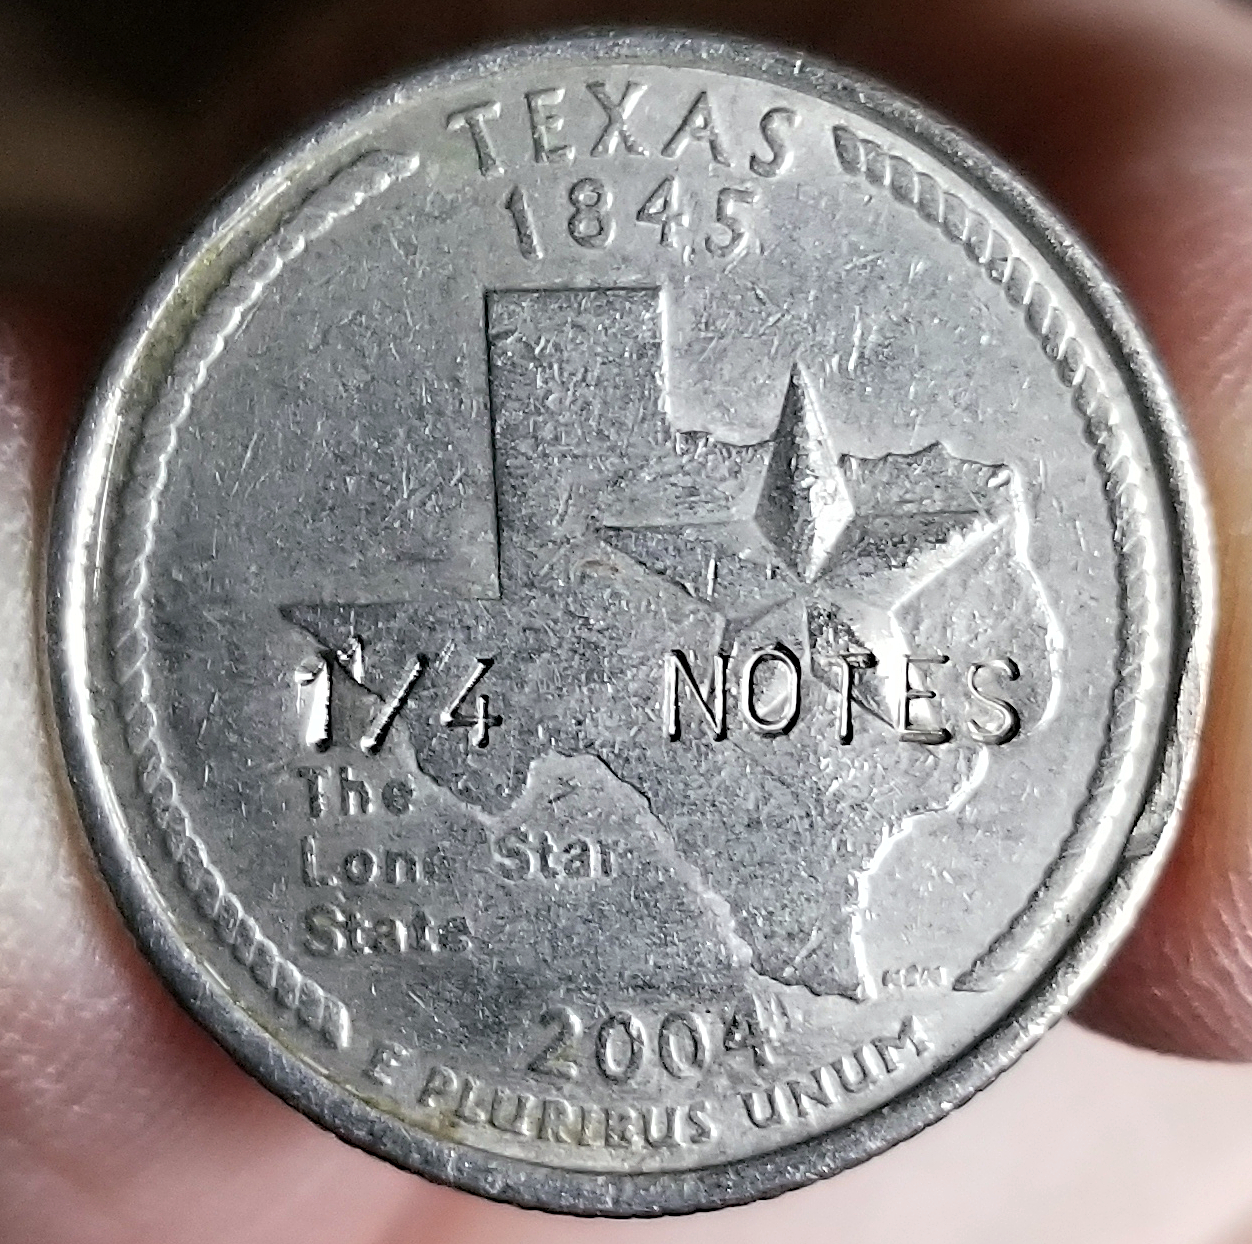 TEXAS
1845
1/4 NOTES
The
Lone Star
State
2004
E PLURIBUS UNUM